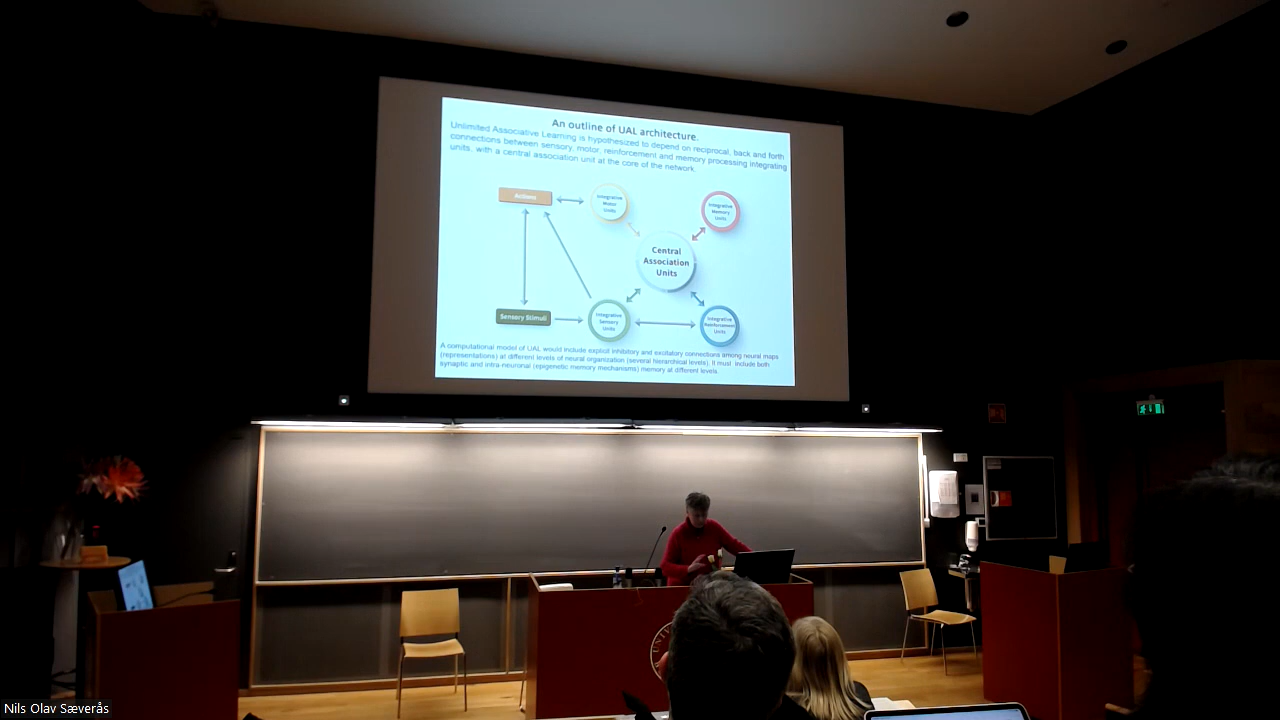 An outline of UAL architecture.
Unlimited Associative Learning is hypothesized to depend on reciprocal, back and forth
connections between sensory, motor, reinforcement and memory processing integrating
units, with a central association unit at the core of the network.
Actions
Integrative
Motor
Units
Integrative
Memory
Units
Central
Association
Units
Sensory Stimuli
Integrative
Sensory
Units
Integrative
Reinforcement
Units
A computational model of UAL would include explicit inhibitory and excitatory connections among neural maps
(representations) at different levels of neural organization (several hierarchical levels). It must include both
synaptic and intra-neuronal (epigenetic memory mechanisms) memory at different levels.
UNIV
Nils Olav Sæverås